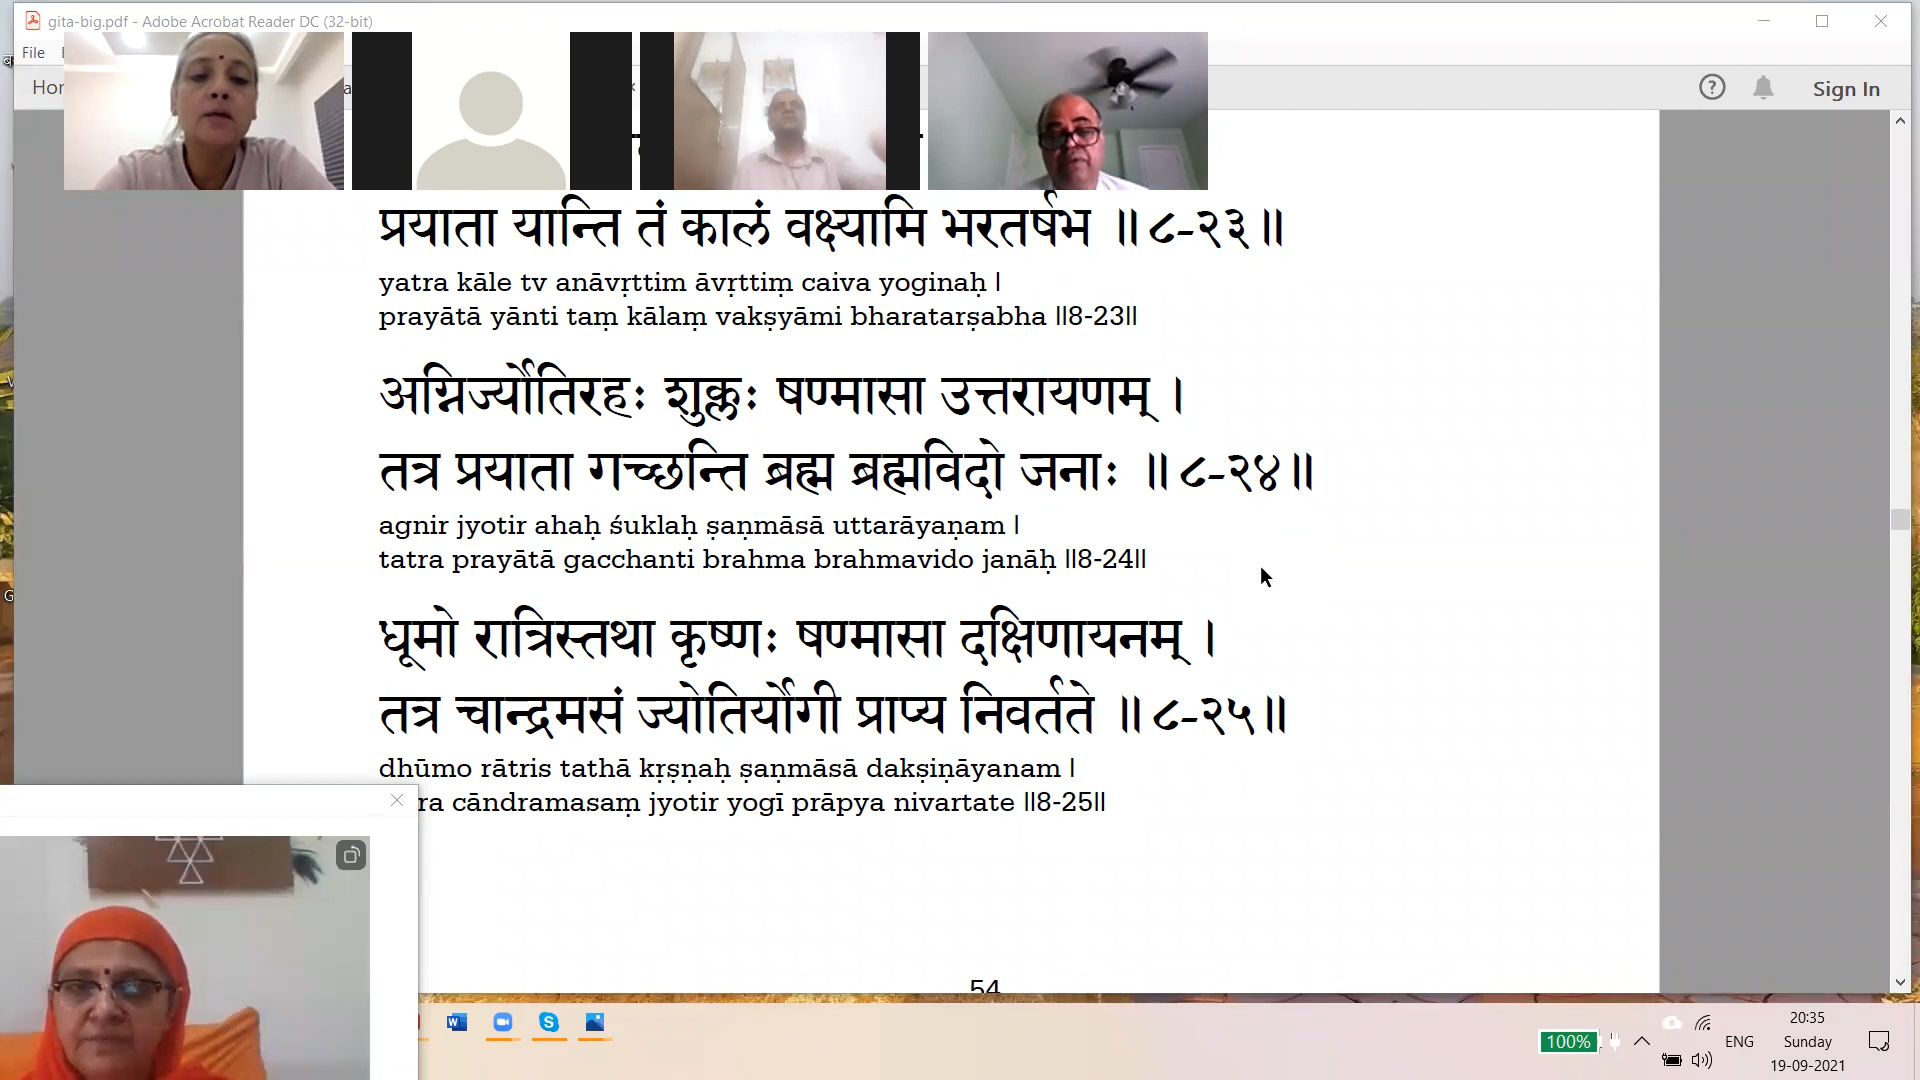 gita-big.pdf - Adobe Acrobat Reader DC (32-bit)
File
Sign In
प्रयाता यान्ति तं कालं वक्ष्यामि भरतर्षभ ॥८-२३॥
yatra kāle tv anāvṛttim āvṛttiṃ caiva yoginaḥ |
prayātā yānti taṃ kālaṃ vakṣyāmi bharatarṣabha ||8-23||
अग्निर्ज्योतिरहः शुक्लः षण्मासा उत्तरायणम् ।
तत्र प्रयाता गच्छन्ति ब्रह्म ब्रह्मविदो जनाः ॥८-२४॥
agnir jyotir ahaḥ śuklaḥ ṣaṇmāsā uttarāyaṇam |
tatra prayātā gacchanti brahma brahmavido janāḥ ||8-24||
धूमो रात्रिस्तथा कृष्णः षण्मासा दक्षिणायनम् ।
तत्र चान्द्रमसं ज्योतिर्योगी प्राप्य निवर्तते ॥८-२५॥
dhūmo rātris tathā kṛṣṇaḥ ṣaṇmāsā dakṣiṇāyanam |
cāndramasaṃ jyotir yogī prāpya nivartate ||8-25||
54
100%
ENG
20:35
Sunday
19-09-2021